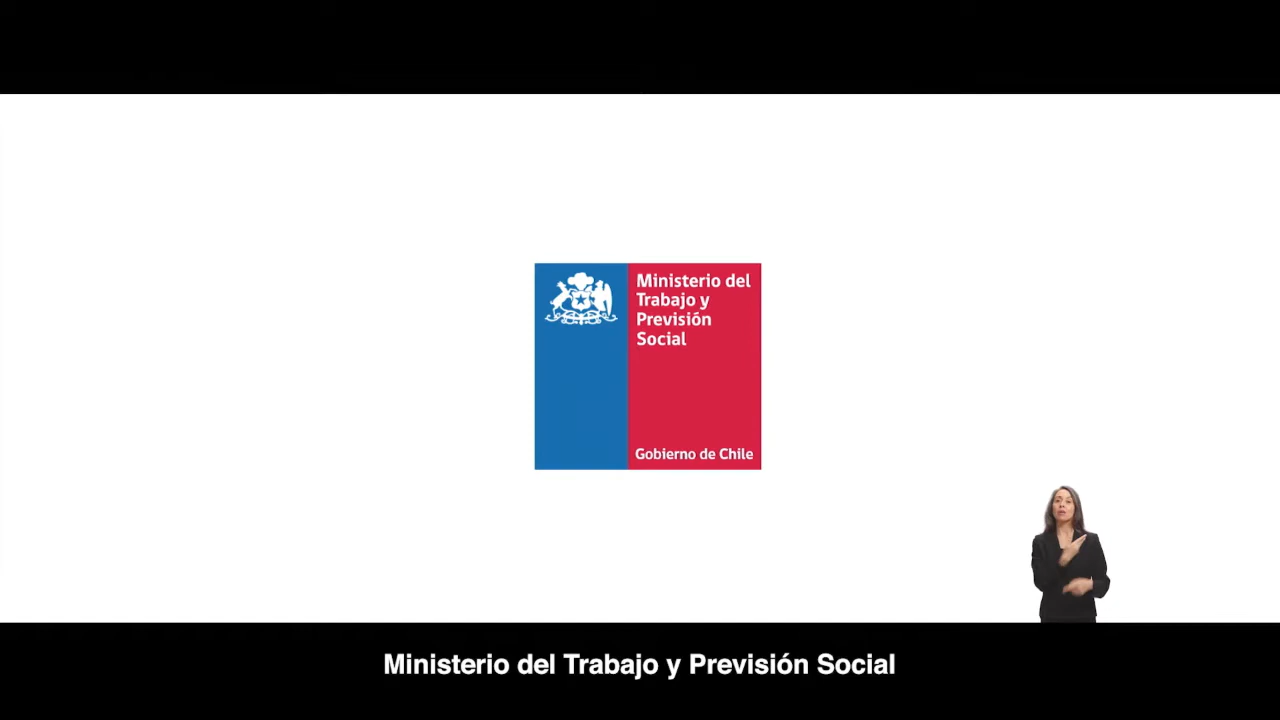 Ministerio del
Trabajo y
Previsión
Social
Gobierno de Chile
Ministerio del Trabajo y Previsión Social